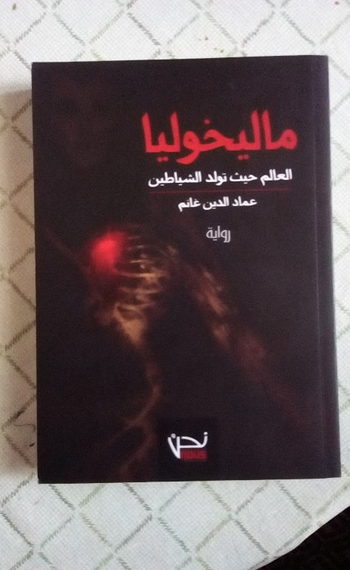 ماليخوليا
العالم حيث تولد الشياطين
عماد الدين غانم
رواية
نحن